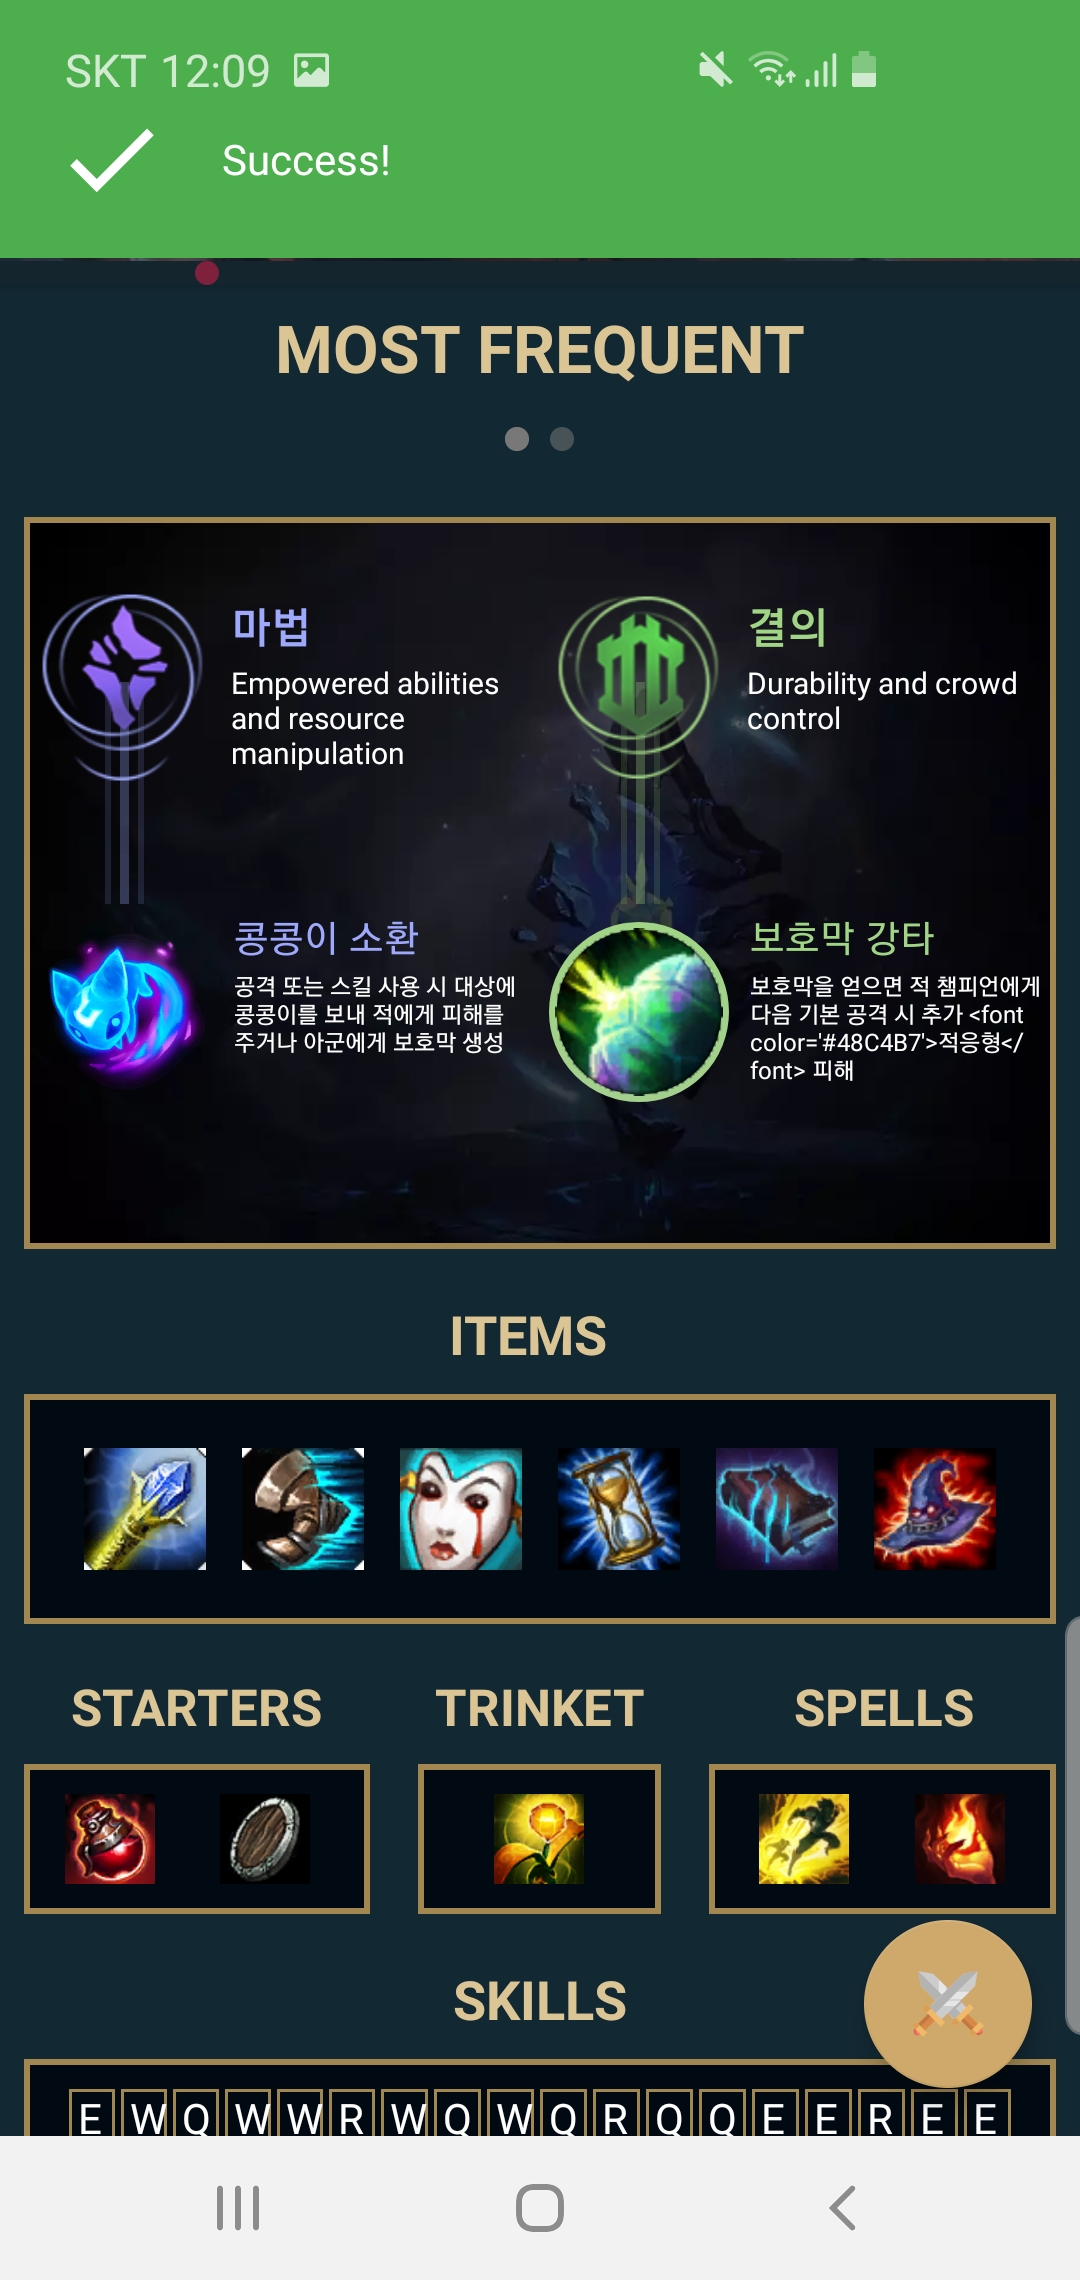 SKT 12:09
Success!
MOST FREQUENT
마법
Empowered abilities
and resource
manipulation
결의
Durability and crowd
control
콩콩이 소환
공격 또는 스킬 사용 시 대상에
콩콩이를 보내 적에게 피해를
주거나 아군에게 보호막 생성
보호막 강타
보호막을 얻으면 적 챔피언에게
다음 기본 공격 시 추가 <font
color='#48C4B7'>적응형</
font> 피해
ITEMS
STARTERS
TRINKET
SPELLS
SKILLS
E W Q W W R W Q W Q R Q Q E E R E E